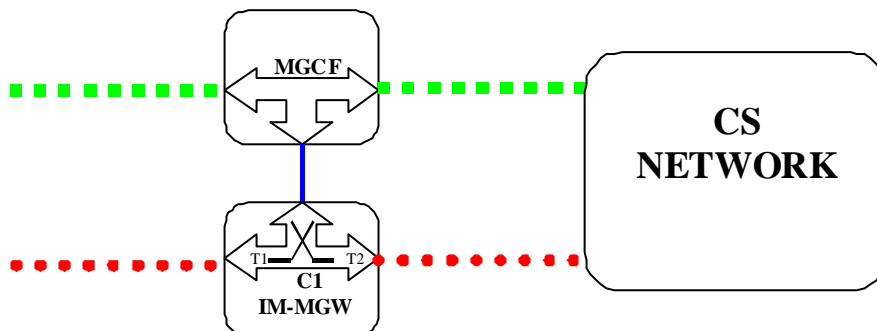 MGCF
CS
NETWORK
T1 T2
C1
IM-MGW